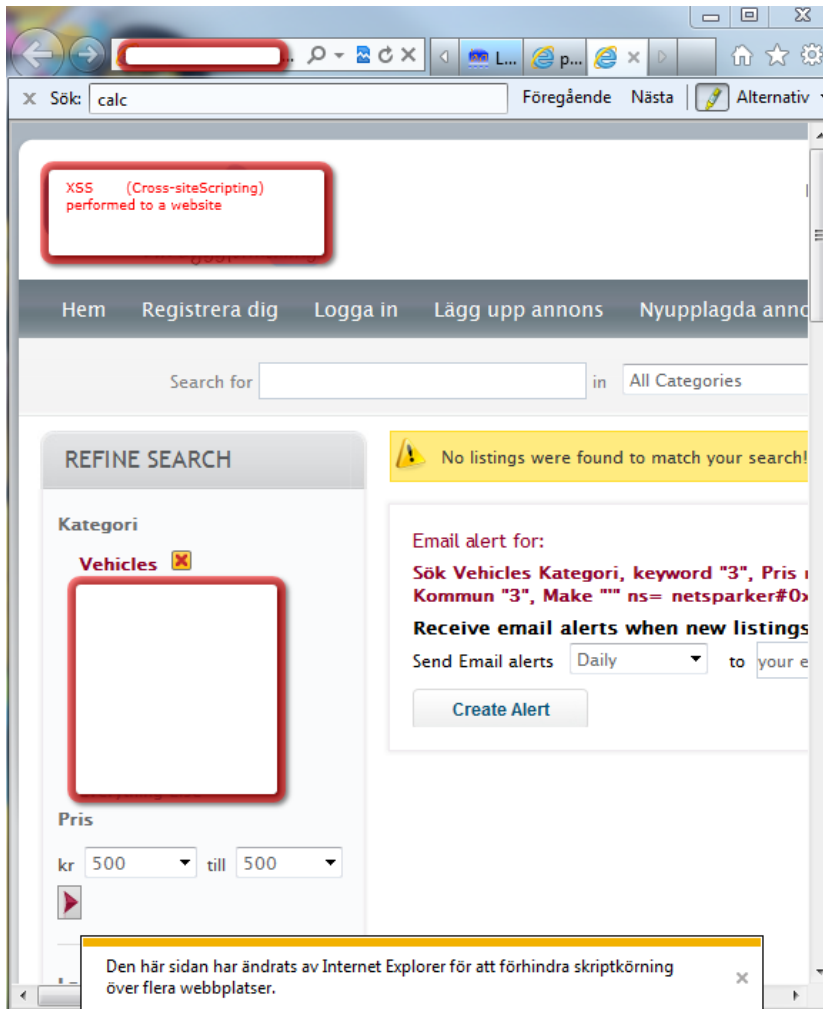 L... p...
Sök: calc Föregående Nästa Alternativ
XSS (Cross-siteScripting)
performed to a website
Hem Registrera dig Logga in Lägg upp annons Nyupplagda anno
Search for in All Categories
REFINE SEARCH
No listings were found to match your search!
Kategori
Vehicles
Email alert for:
Sök Vehicles Kategori, keyword "3", Pris
Kommun "3", Make "'" ns= netsparker#0x
Receive email alerts when new listings
Send Email alerts Daily to your e
Create Alert
Pris
kr 500 till 500
Den här sidan har ändrats av Internet Explorer för att förhindra skriptkörning
över flera webbplatser.